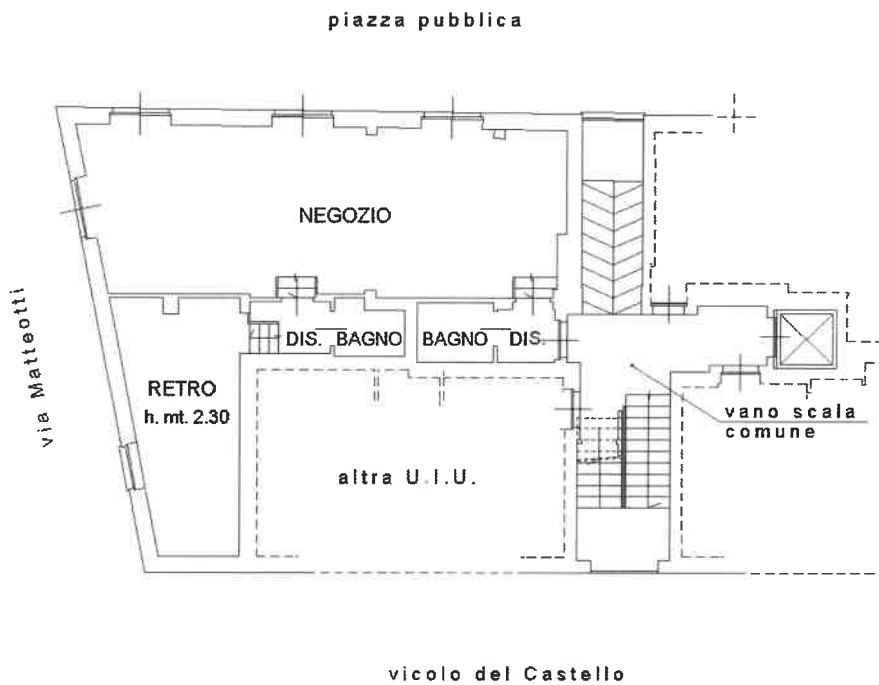 piazza pubblica
NEGOZIO
DIS. BAGNO BAGNO DIS.
via Matteotti
RETRO
h. mt. 2.30
vano scala
comune
altra U.I.U.
vicolo del Castello